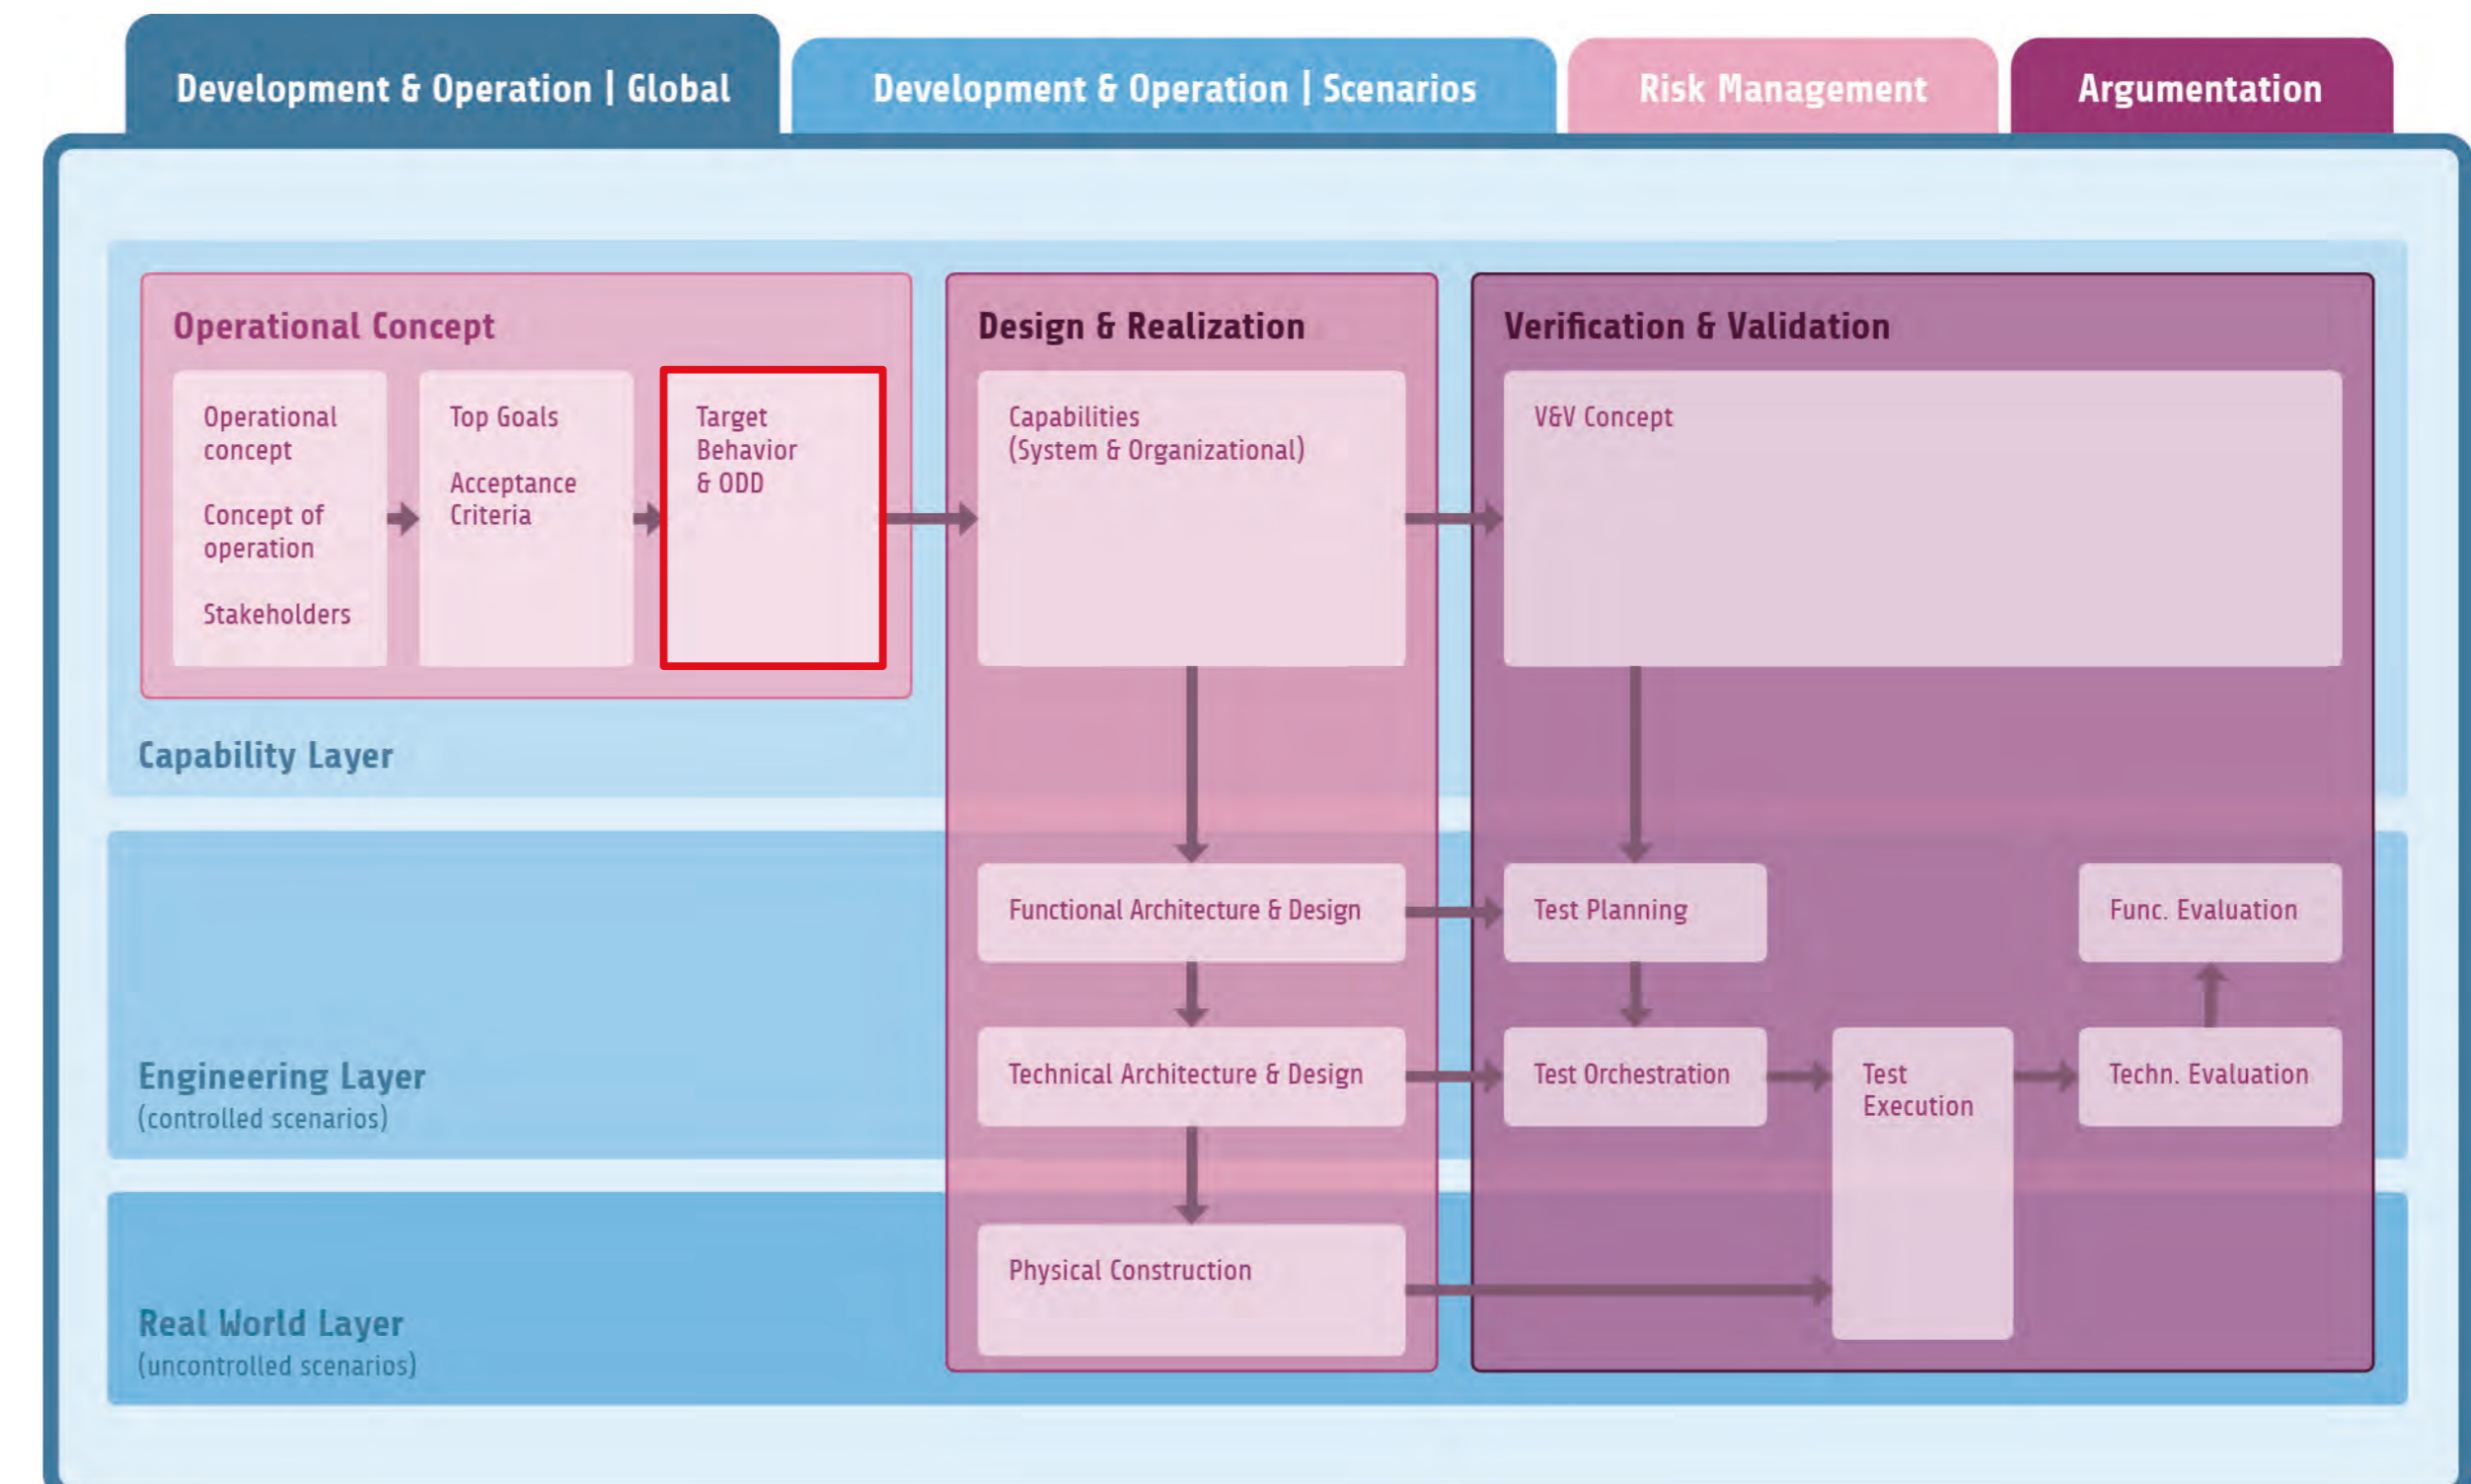 Development & Operation | Global
Development & Operation | Scenarios
Risk Management
Argumentation
Operational Concept
Operational
concept
Concept of
operation
Stakeholders
Top Goals
Acceptance
Criteria
Target
Behavior
& ODD
Design & Realization
Capabilities
(System & Organizational)
Verification & Validation
V&V Concept
Capability Layer
Functional Architecture & Design
Test Planning
Func. Evaluation
Engineering Layer
(controlled scenarios)
Technical Architecture & Design
Test Orchestration
Test
Execution
Techn. Evaluation
Real World Layer
(uncontrolled scenarios)
Physical Construction